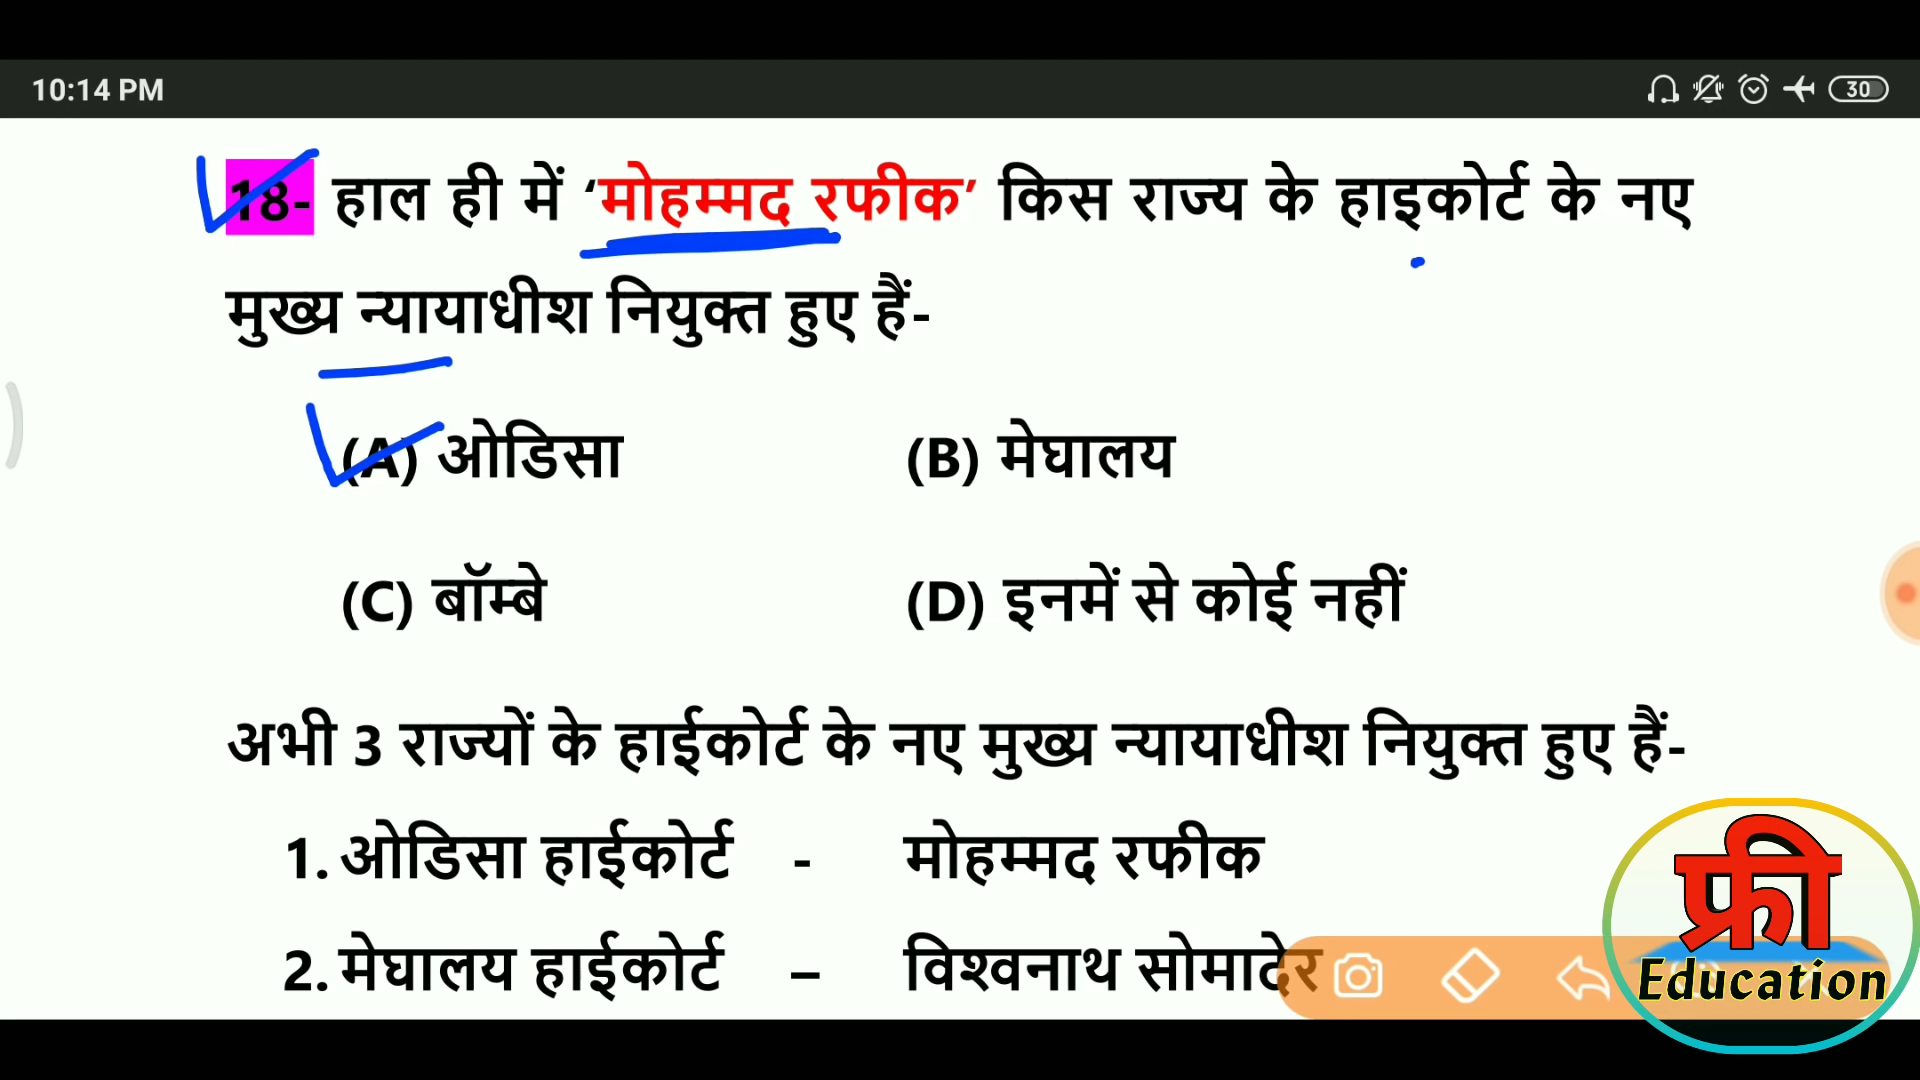 10:14 PM
30
18- हाल ही में ‘मोहम्मद रफीक’ किस राज्य के हाइकोर्ट के नए
मुख्य न्यायाधीश नियुक्त हुए हैं-
(A) ओडिसा (B) मेघालय
(C) बॉम्बे (D) इनमें से कोई नहीं
अभी 3 राज्यों के हाईकोर्ट के नए मुख्य न्यायाधीश नियुक्त हुए हैं-
1. ओडिसा हाईकोर्ट - मोहम्मद रफीक
2. मेघालय हाईकोर्ट – विश्वनाथ सोमादेर
फ्री
Education